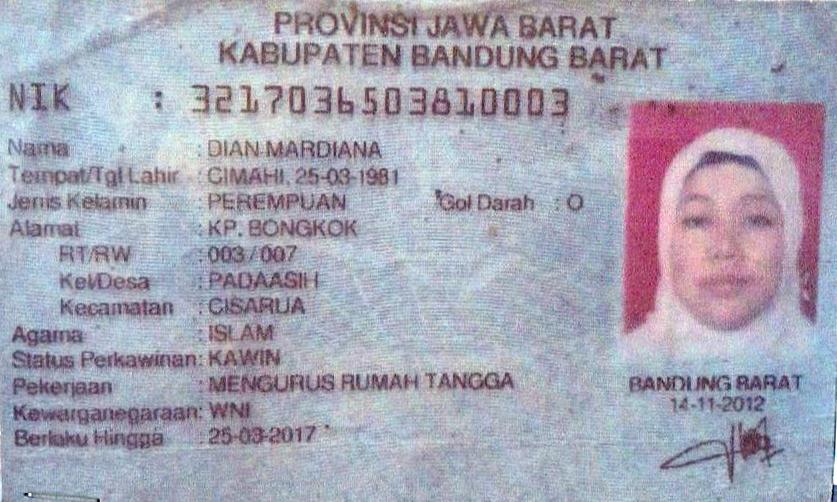 PROVINSI JAWA BARAT
KABUPATEN BANDUNG BARAT
NIK : 3217036503810003
Nama : DIAN MARDIANA
Tempat/Tgl Lahir : CIMAHI, 25-03-1981
Jenis Kelamin : PEREMPUAN Gol Darah : O
Alamat : KP. BONGKOK
RT/RW : 003/007
Kel/Desa : PADAASIH
Kecamatan : CISARUA
Agama : ISLAM
Status Perkawinan: KAWIN
Pekerjaan : MENGURUS RUMAH TANGGA
Kewarganegaraan: WNI
Berlaku Hingga : 25-03-2017
BANDUNG BARAT
14-11-2012